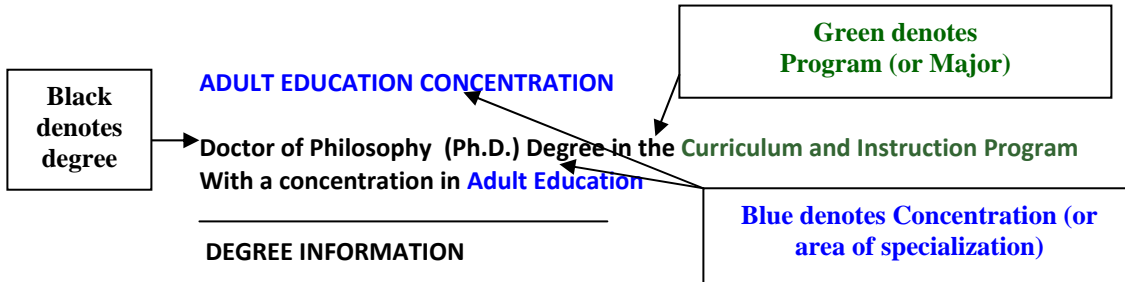 Green denotes
Program (or Major)
ADULT EDUCATION CONCENTRATION
Black
denotes
degree
Doctor of Philosophy (Ph.D.) Degree in the Curriculum and Instruction Program
With a concentration in Adult Education
Blue denotes Concentration (or
area of specialization)
DEGREE INFORMATION